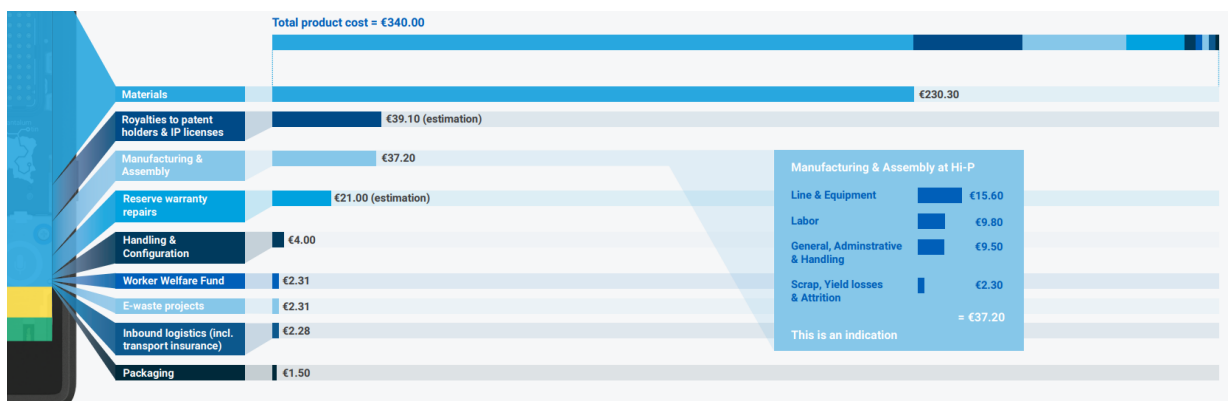 Total product cost = €340.00
Materials
€230.30
Royalties to patent
holders & IP licenses
€39.10 (estimation)
Manufacturing &
Assembly
€37.20
Reserve warranty
repairs
€21.00 (estimation)
Handling &
Configuration
€4.00
Worker Welfare Fund
€2.31
E-waste projects
€2.31
Inbound logistics (incl.
transport insurance)
€2.28
Packaging
€1.50
Manufacturing & Assembly at Hi-P
Line & Equipment €15.60
Labor €9.80
General, Adminstrative
& Handling
€9.50
Scrap, Yield losses
& Attrition
€2.30
= €37.20
This is an indication